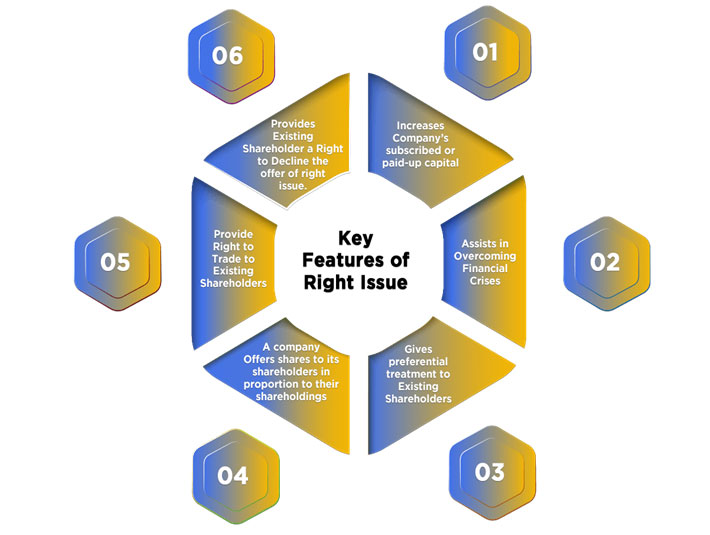 Key
Features of
Right Issue
01
Increases
Company's
subscribed or
paid-up capital
02
Assists in
Overcoming
Financial
Crises
03
Gives
preferential
treatment to
Existing
Shareholders
04
A company
Offers shares to its
shareholders in
proportion to their
shareholdings
05
Provide
Right to
Trade to
Existing
Shareholders
06
Provides
Existing
Shareholder a Right
to Decline the
offer of right
issue.